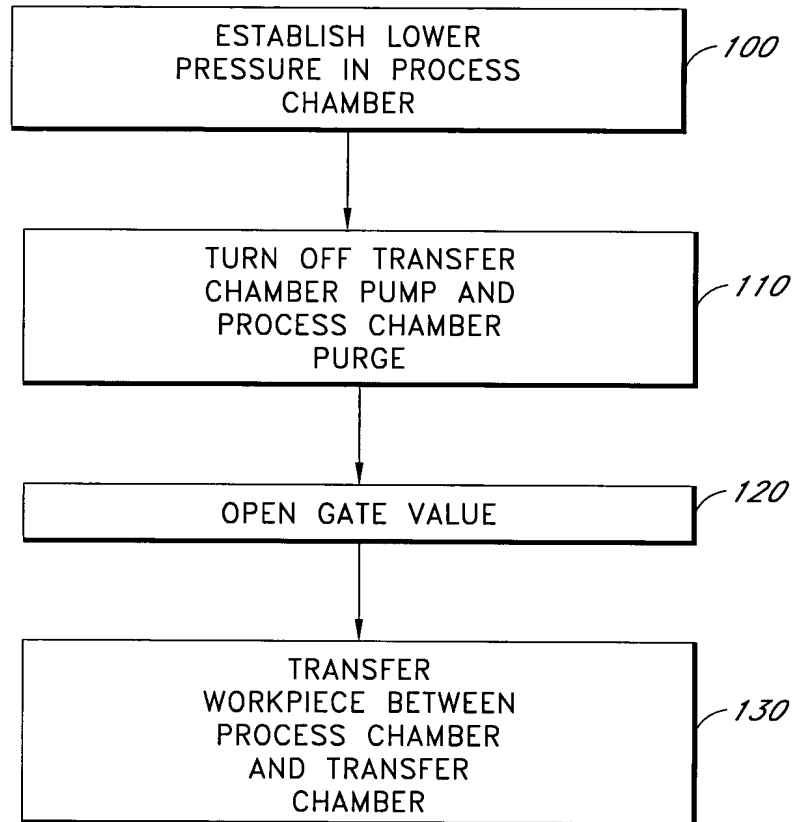 ESTABLISH LOWER
PRESSURE IN PROCESS
CHAMBER
100
TURN OFF TRANSFER
CHAMBER PUMP AND
PROCESS CHAMBER
PURGE
110
OPEN GATE VALUE
120
TRANSFER
WORKPIECE BETWEEN
PROCESS CHAMBER
AND TRANSFER
CHAMBER
130